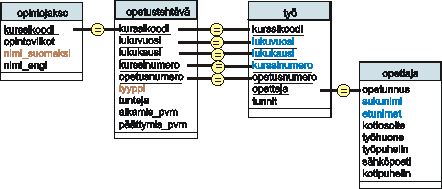 opintojakso
kurssikoodi
opintoviikot
nimi_suomeksi
nimi_engl
opetustehtävä
kurssikoodi
lukuvuosi
lukukausi
kurssinumero
opetusnumero
tyyppi
tunteja
alkamis_pvm
päättymis_pvm
työ
kurssikoodi
lukuvuosi
lukukausi
kurssinumero
opetusnumero
opettaja
tunnit
opettaja
opetunnus
sukunimi
etunimet
kotiosoite
työhuone
työpuhelin
sähköposti
kotipuhelin
=
=
=
=
=
=